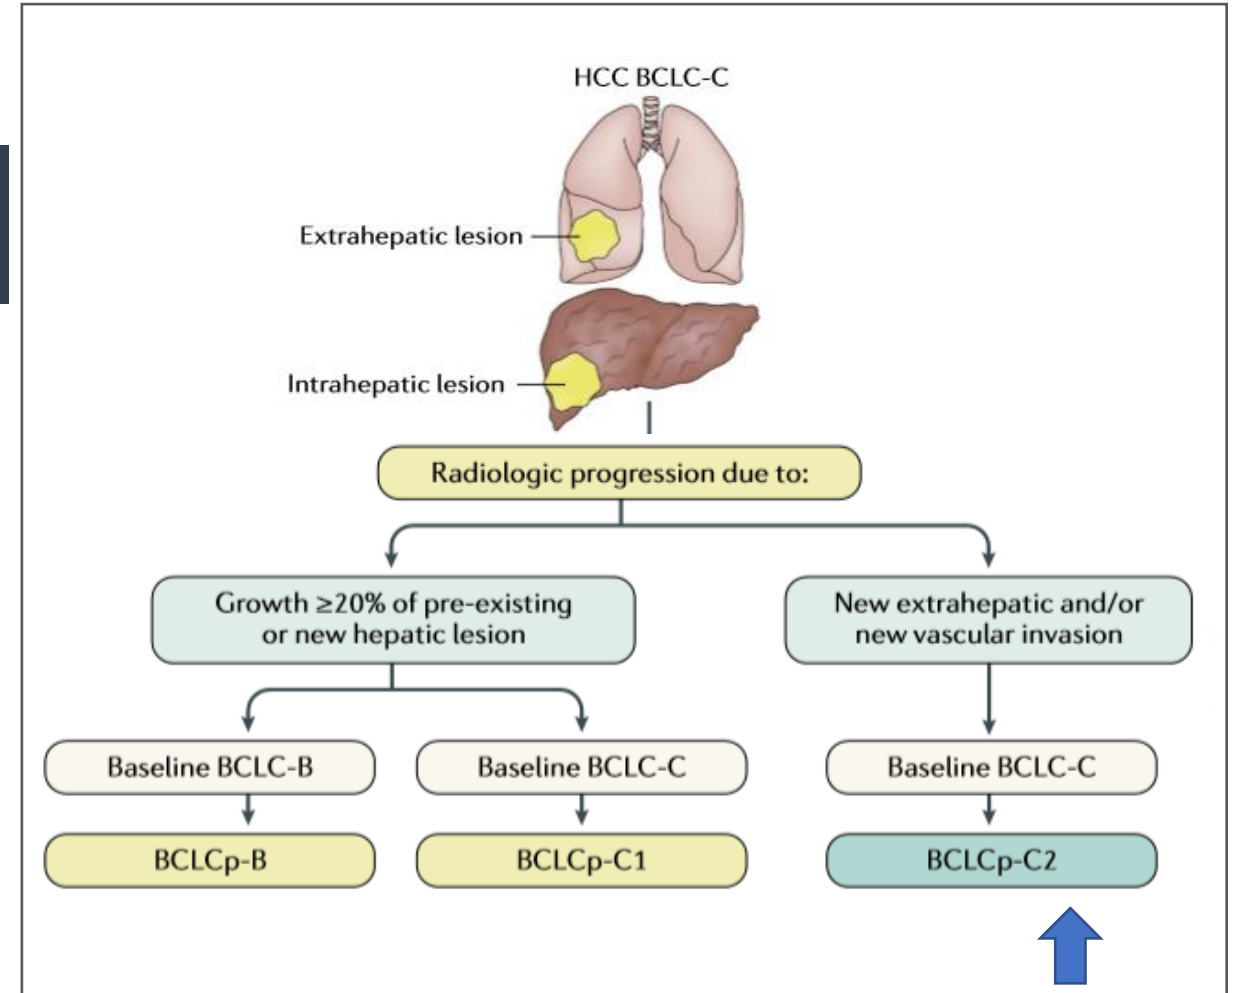 HCC BCLC-C
Extrahepatic lesion
Intrahepatic lesion
Radiologic progression due to:
Growth ≥20% of pre-existing
or new hepatic lesion
New extrahepatic and/or
new vascular invasion
Baseline BCLC-B
Baseline BCLC-C
Baseline BCLC-C
BCLCp-B
BCLCp-C1
BCLCp-C2